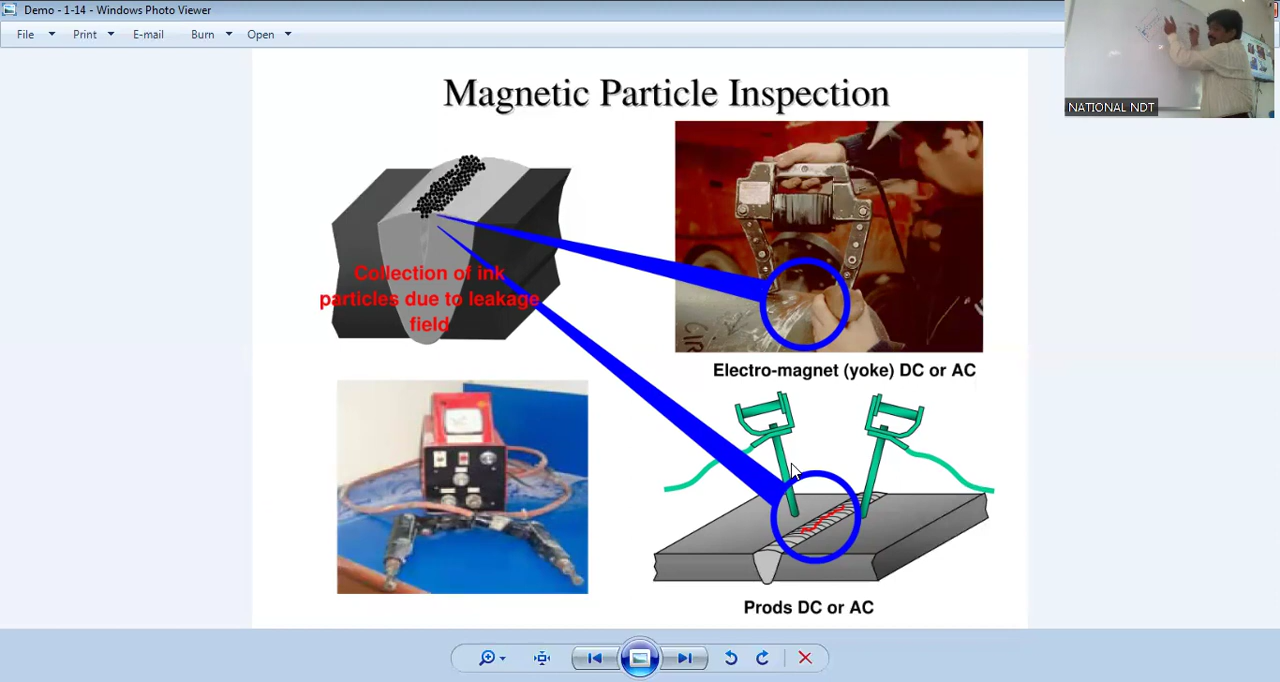 Demo - 1-14 - Windows Photo Viewer
File Print E-mail Burn Open
NATIONAL NDT
Magnetic Particle Inspection
Collection of ink
particles due to leakage
field
Electro-magnet (yoke) DC or AC
Prods DC or AC